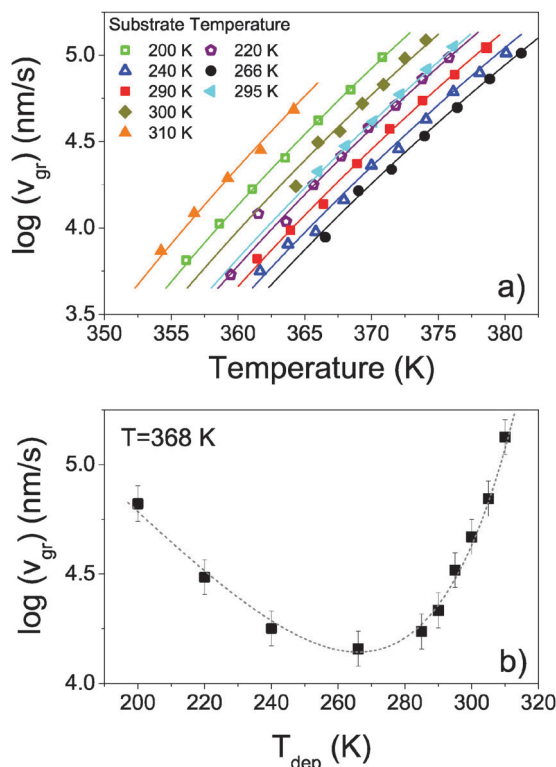 Substrate Temperature
200 K 220 K
240 K 266 K
290 K 295 K
300 K
310 K
5.0
4.5
4.0
3.5
log (v_gr) (nm/s)
350 355 360 365 370 375 380
Temperature (K)
a)
T=368 K
5.0
4.5
4.0
log (v_gr) (nm/s)
200 220 240 260 280 300 320
T_dep (K)
b)